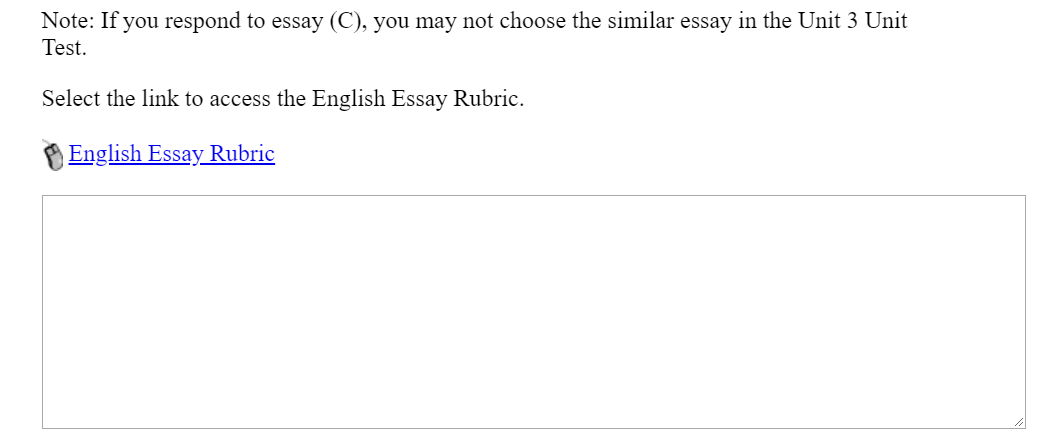 Note: If you respond to essay (C), you may not choose the similar essay in the Unit 3 Unit
Test.
Select the link to access the English Essay Rubric.
English Essay Rubric